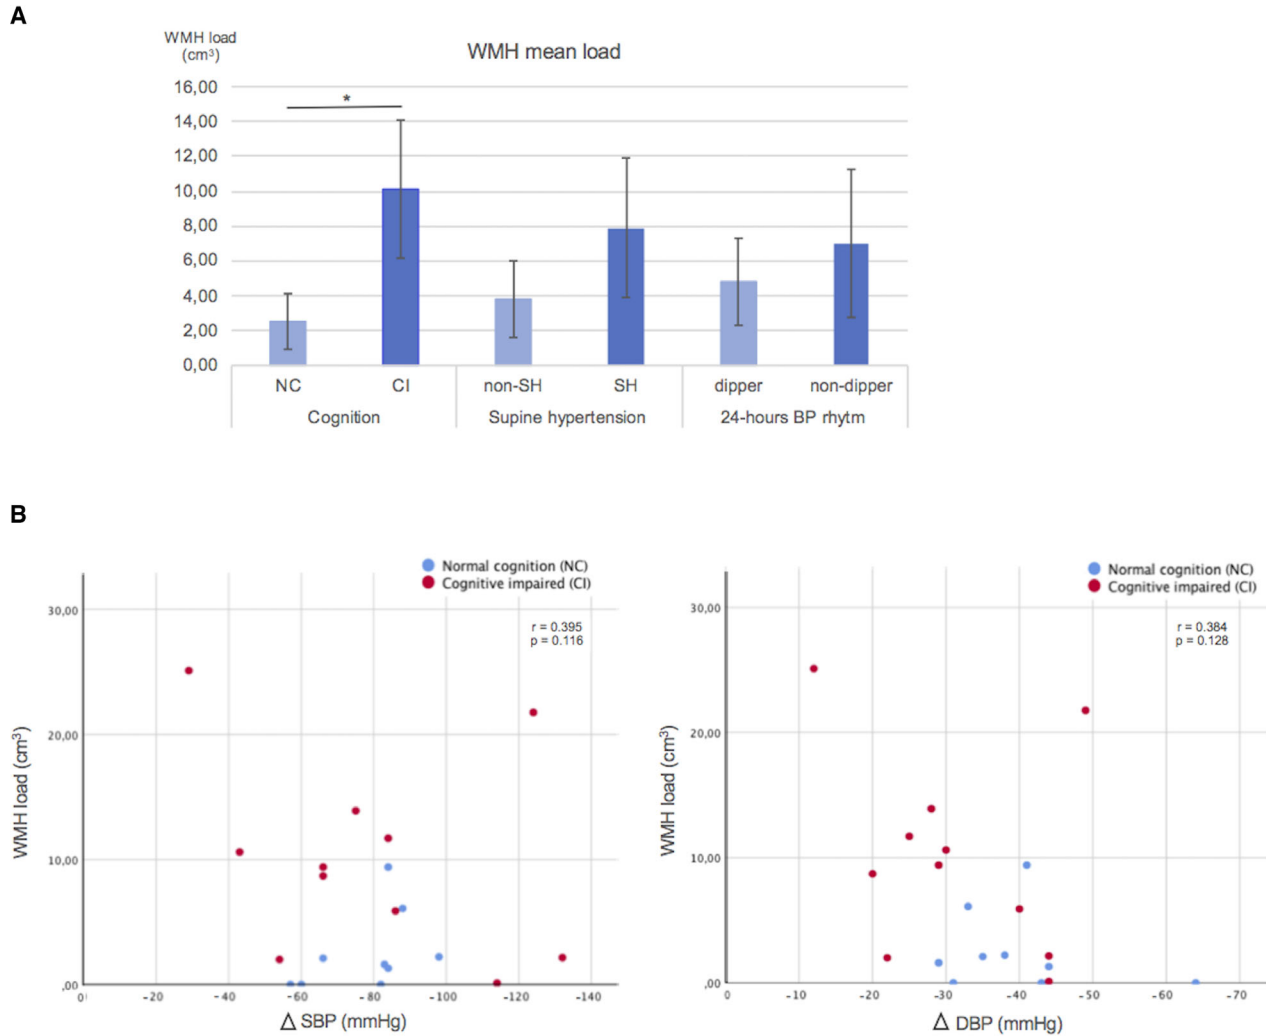 A
WMH load
(cm³)
WMH mean load
16,00
14,00
12,00
10,00
8,00
6,00
4,00
2,00
0,00
*
NC CI non-SH SH dipper non-dipper
Cognition Supine hypertension 24-hours BP rhytm
B
Normal cognition (NC)
Cognitive impaired (CI)
r = 0.395
p = 0.116
WMH load (cm³)
30,00
20,00
10,00
,00
0 -20 -40 -60 -80 -100 -120 -140
Δ SBP (mmHg)
Normal cognition (NC)
Cognitive impaired (CI)
r = 0.384
p = 0.128
WMH load (cm³)
30,00
20,00
10,00
,00
0 -10 -20 -30 -40 -50 -60 -70
Δ DBP (mmHg)